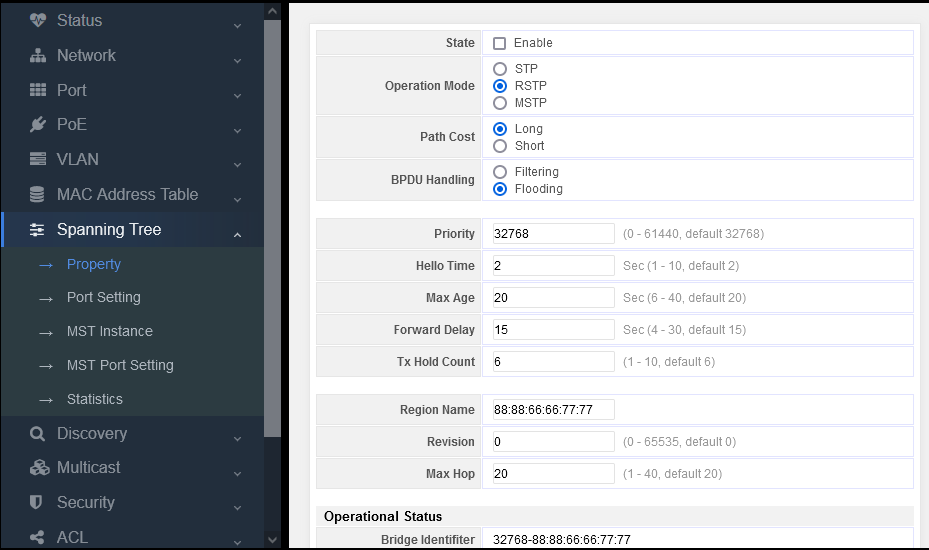 Status
Network
Port
PoE
VLAN
MAC Address Table
Spanning Tree
→ Property
→ Port Setting
→ MST Instance
→ MST Port Setting
→ Statistics
Discovery
Multicast
Security
ACL
State Enable
Operation Mode
STP
RSTP
MSTP
Path Cost
Long
Short
BPDU Handling
Filtering
Flooding
Priority 32768 (0 - 61440, default 32768)
Hello Time 2 Sec (1 - 10, default 2)
Max Age 20 Sec (6 - 40, default 20)
Forward Delay 15 Sec (4 - 30, default 15)
Tx Hold Count 6 (1 - 10, default 6)
Region Name 88:88:66:66:77:77
Revision 0 (0 - 65535, default 0)
Max Hop 20 (1 - 40, default 20)
Operational Status
Bridge Identifiter 32768-88:88:66:66:77:77